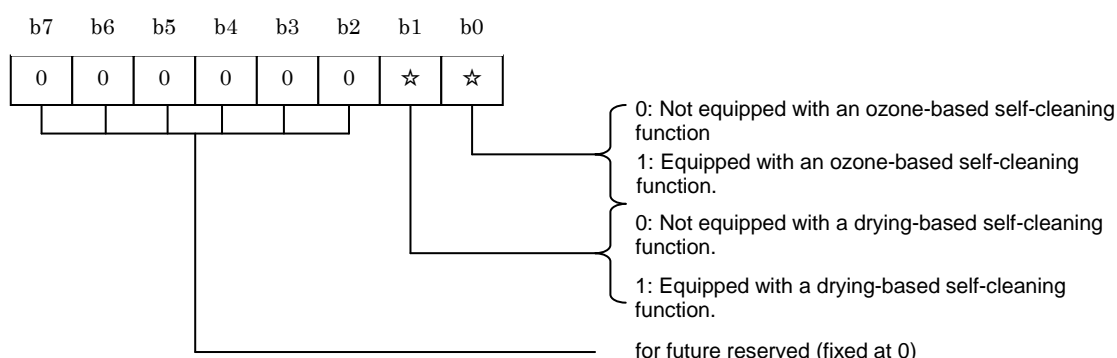 b7 b6 b5 b4 b3 b2 b1 b0
0 0 0 0 0 0 ☆ ☆
0: Not equipped with an ozone-based self-cleaning
function
1: Equipped with an ozone-based self-cleaning
function.
0: Not equipped with a drying-based self-cleaning
function.
1: Equipped with a drying-based self-cleaning
function.
for future reserved (fixed at 0)